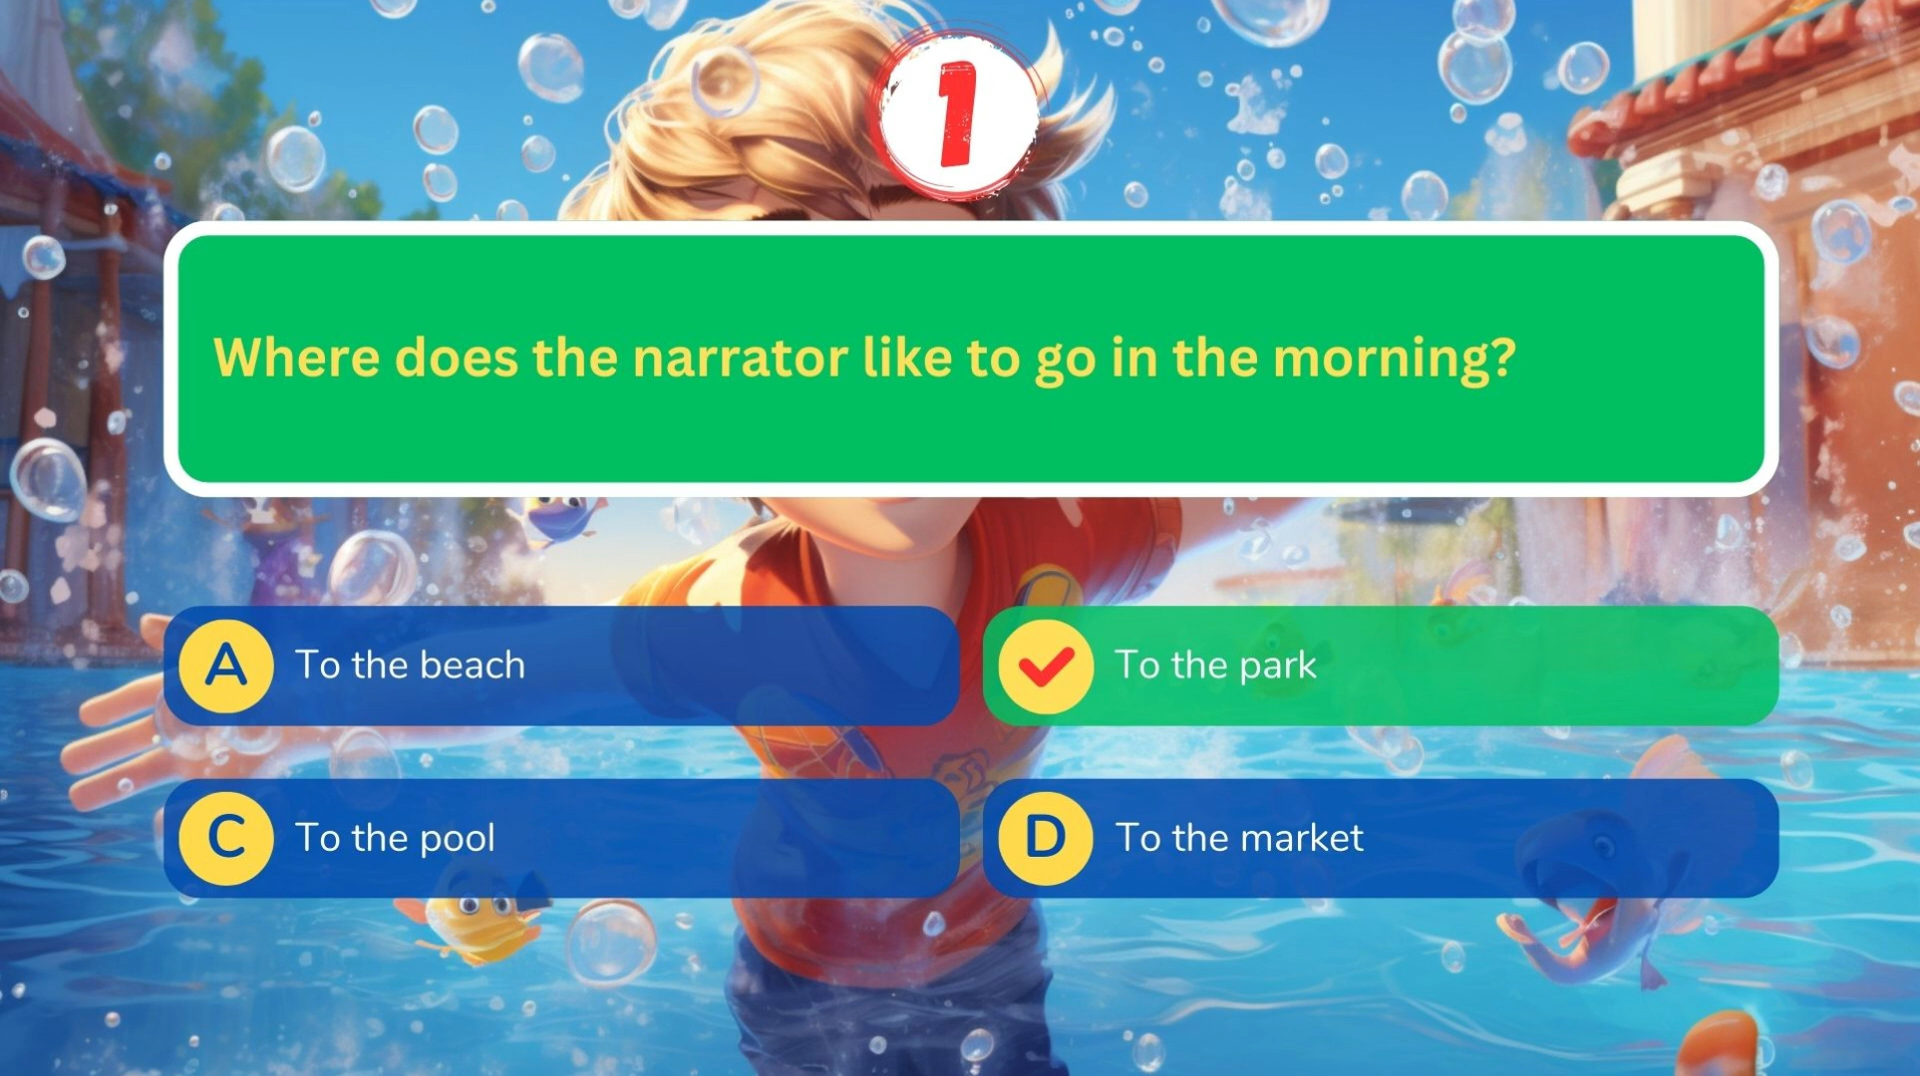 1
Where does the narrator like to go in the morning?
A To the beach
To the park
C To the pool
D To the market